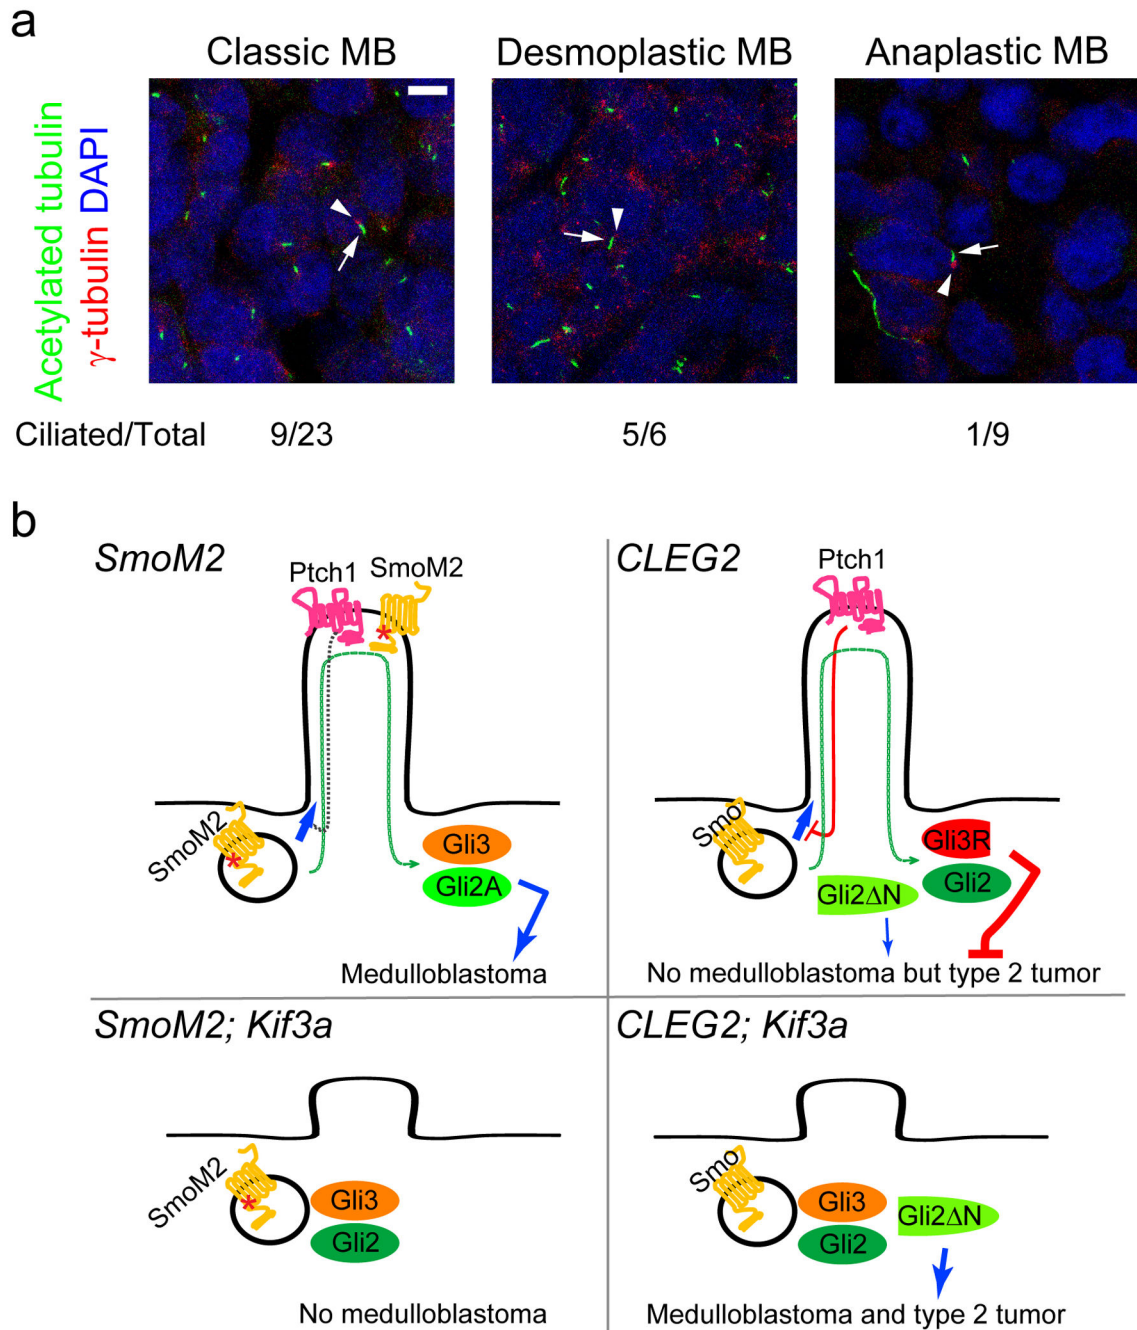 a
Classic MB
Desmoplastic MB
Anaplastic MB
Acetylated tubulin
γ-tubulin DAPI
Ciliated/Total
9/23
5/6
1/9
b
SmoM2
Ptch1
SmoM2
SmoM2
*
*
Gli3
Gli2A
Medulloblastoma
CLEG2
Ptch1
Smo
Gli3R
Gli2
Gli2ΔN
No medulloblastoma but type 2 tumor
SmoM2; Kif3a
SmoM2
*
Gli3
Gli2
No medulloblastoma
CLEG2; Kif3a
Smo
Gli3
Gli2
Gli2ΔN
Medulloblastoma and type 2 tumor